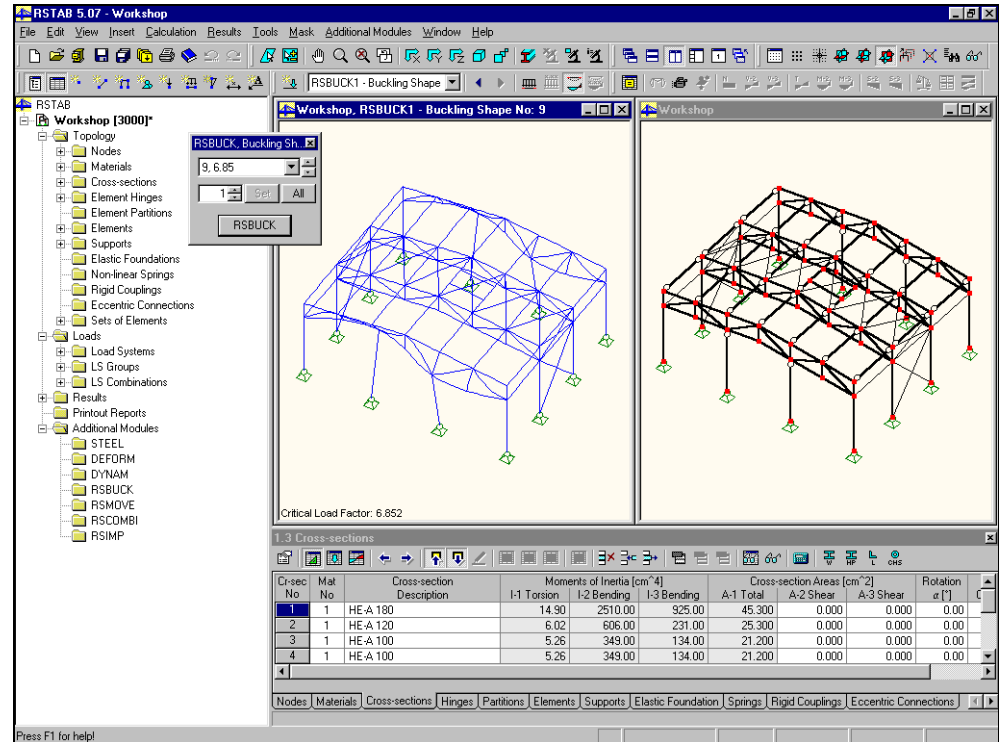 RSTAB 5.07 - Workshop
File Edit View Insert Calculation Results Tools Mask Additional Modules Window Help
RSBUCK1 - Buckling Shape
RSTAB
Workshop [3000]*
Topology
Nodes
Materials
Cross-sections
Element Hinges
Element Partitions
Elements
Supports
Elastic Foundations
Non-linear Springs
Rigid Couplings
Eccentric Connections
Sets of Elements
Loads
Load Systems
LS Groups
LS Combinations
Results
Printout Reports
Additional Modules
STEEL
DEFORM
DYNAM
RSBUCK
RSMOVE
RSCOMBI
RSIMP
RSBUCK, Buckling Sh...
9, 6.85
1 Set All
RSBUCK
Workshop, RSBUCK1 - Buckling Shape No: 9
Critical Load Factor: 6.852
Workshop
1.3 Cross-sections
Cr-sec Mat Cross-section Moments of Inertia [cm^4] Cross-section Areas [cm^2] Rotation
No No Description I-1 Torsion I-2 Bending I-3 Bending A-1 Total A-2 Shear A-3 Shear α [°]
1 1 HE-A 180 14.90 2510.00 925.00 45.300 0.000 0.000 0.00
2 1 HE-A 120 6.02 606.00 231.00 25.300 0.000 0.000 0.00
3 1 HE-A 100 5.26 349.00 134.00 21.200 0.000 0.000 0.00
4 1 HE-A 100 5.26 349.00 134.00 21.200 0.000 0.000 0.00
Nodes Materials Cross-sections Hinges Partitions Elements Supports Elastic Foundation Springs Rigid Couplings Eccentric Connections
Press F1 for help!